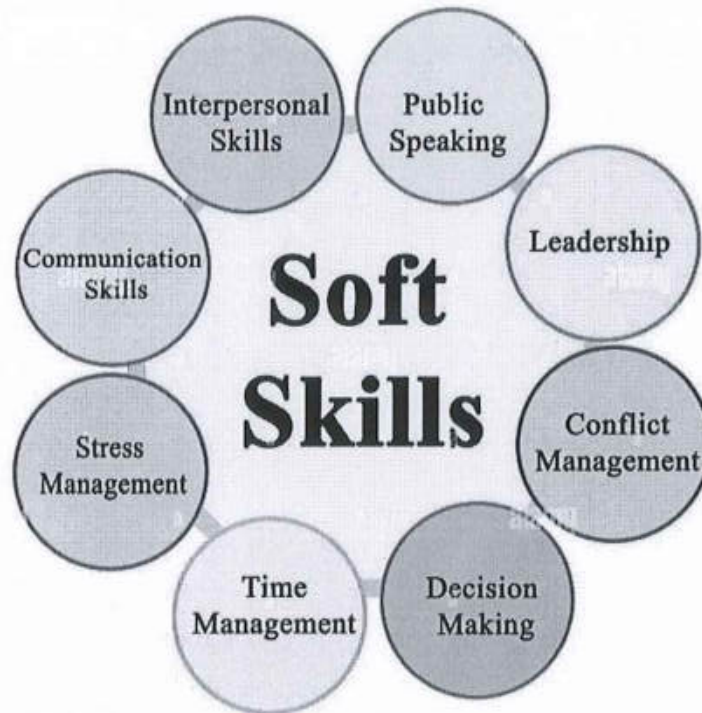 Interpersonal
Skills
Public
Speaking
Leadership
Conflict
Management
Decision
Making
Time
Management
Stress
Management
Communication
Skills
Soft
Skills